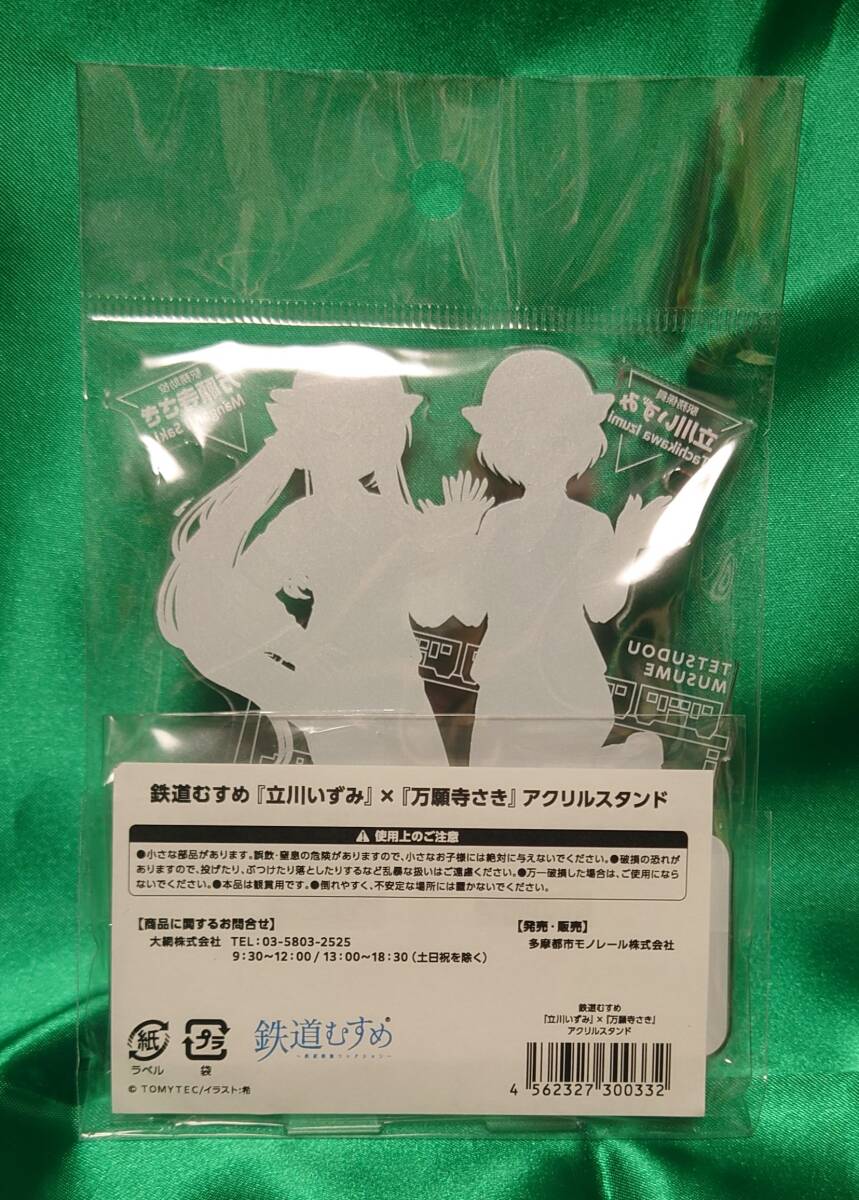 駅務助役
万願寺さき
駅務係員
立川いずみ
Tachikawa Izumi
TETSUDOU
MUSUME
鉄道むすめ『立川いずみ』×『万願寺さき』アクリルスタンド
⚠ 使用上のご注意
●小さな部品があります。誤飲・窒息の危険がありますので、小さなお子様には絶対に与えないでください。●破損の恐れが
ありますので、投げたり、ぶつけたり落としたりするなど乱暴な扱いはご遠慮ください。●万一破損した場合は、ご使用になら
ないでください。●本品は観賞用です。●倒れやすく、不安定な場所には置かないでください。
【商品に関するお問合せ】
大網株式会社 TEL:03-5803-2525
9:30~12:00/13:00~18:30(土日祝を除く)
【発売・販売】
多摩都市モノレール株式会社
紙
ラベル
プラ
袋
鉄道むすめ®
~鉄道制服コレクション~
鉄道むすめ
『立川いずみ』×『万願寺さき』
アクリルスタンド
4 562327 300332
© TOMYTEC/イラスト:希